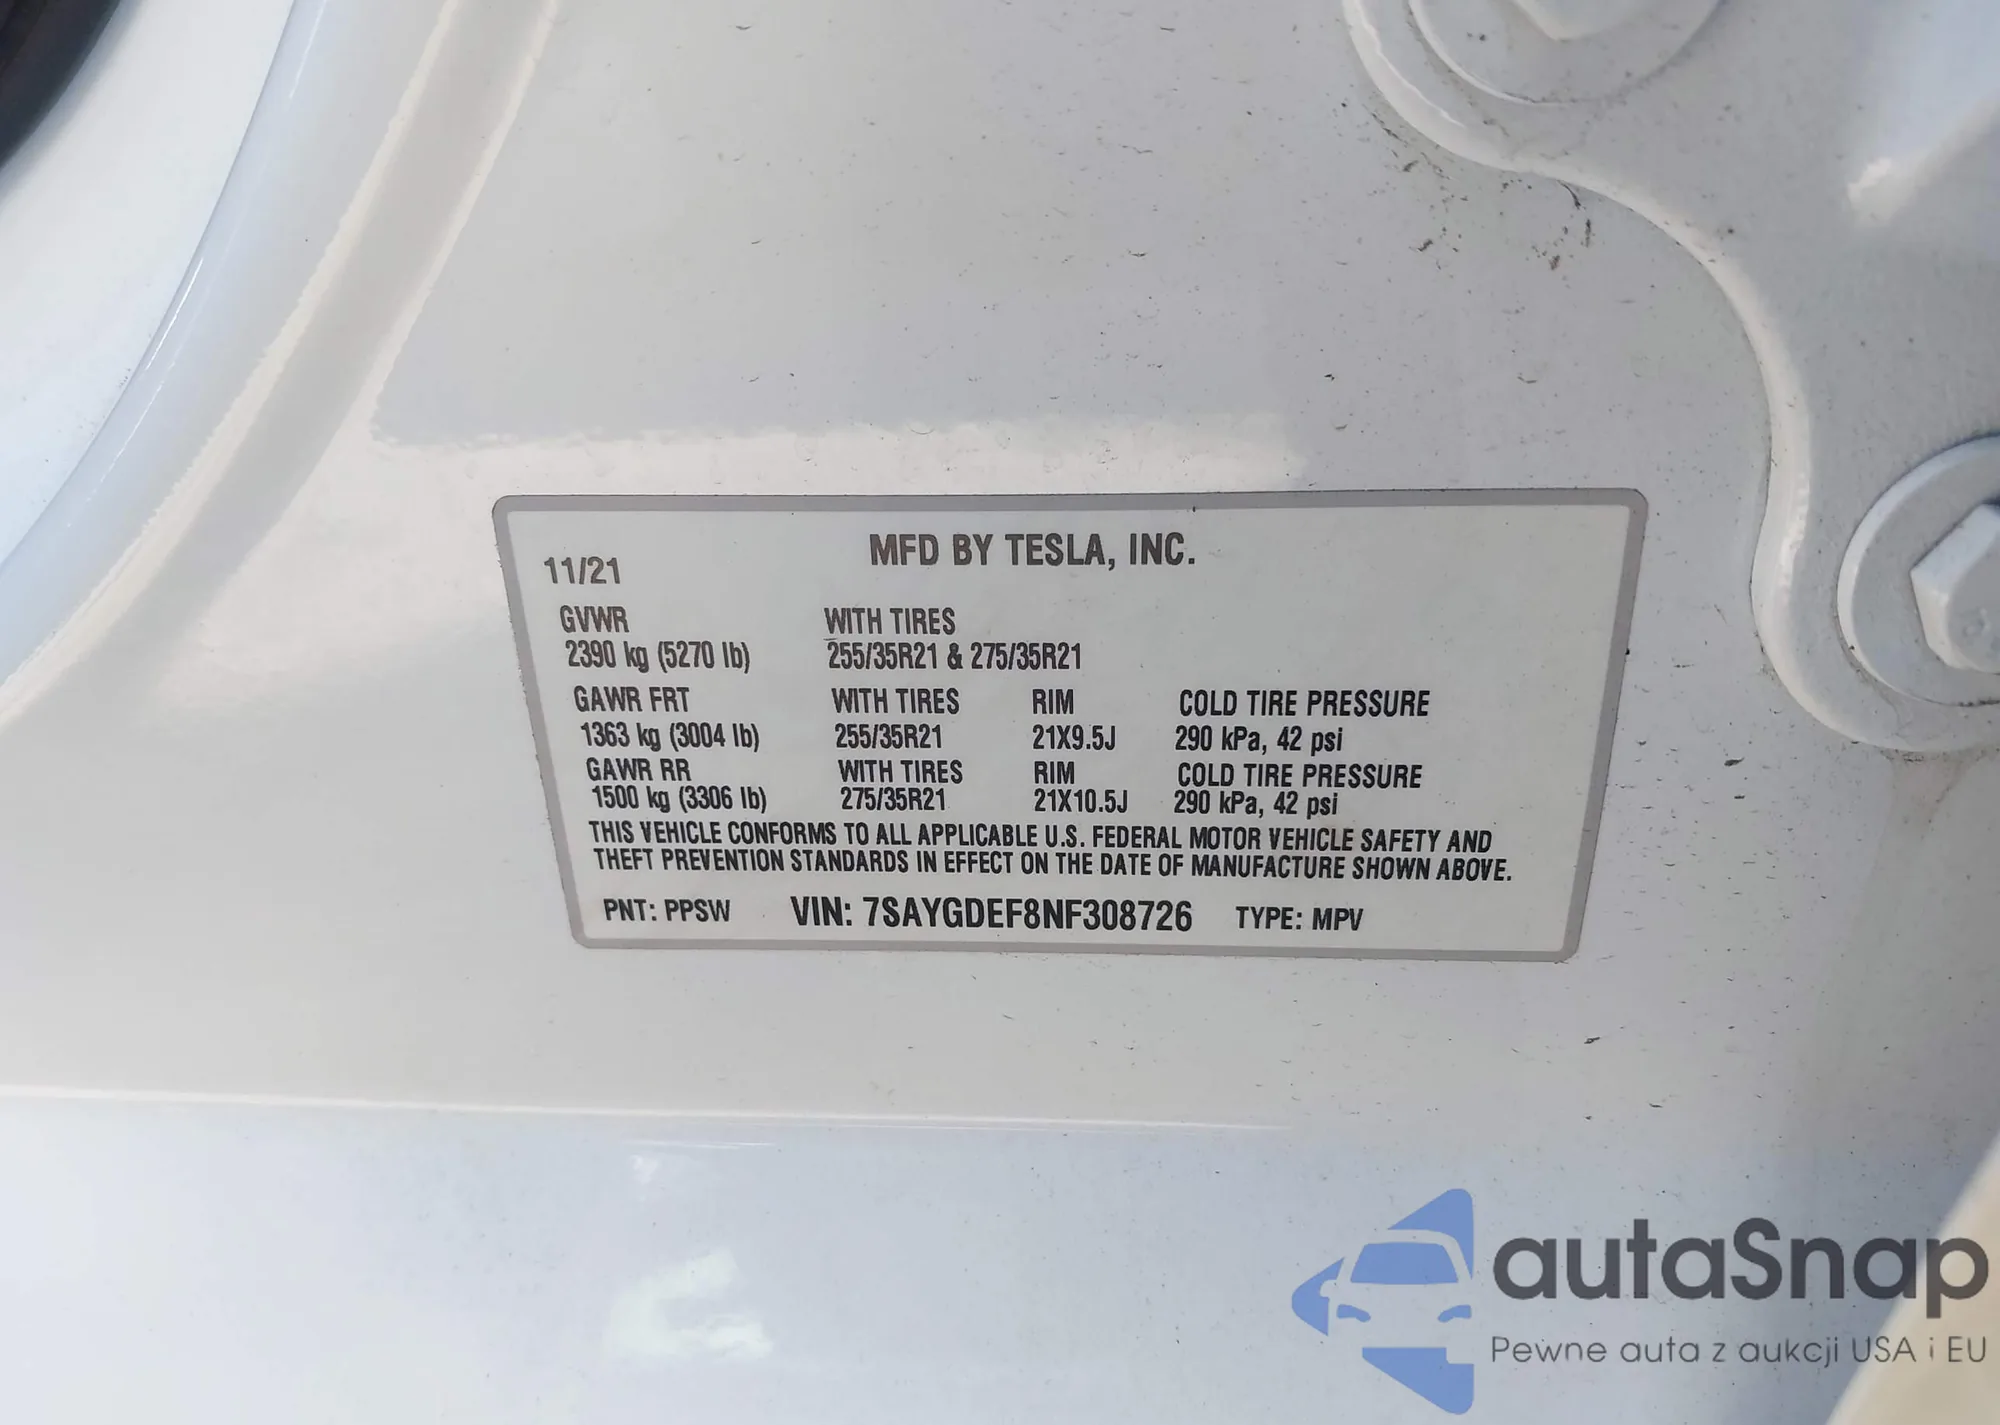 MFD BY TESLA, INC.
11/21
GVWR WITH TIRES
2390 kg (5270 lb) 255/35R21 & 275/35R21
GAWR FRT WITH TIRES RIM COLD TIRE PRESSURE
1363 kg (3004 lb) 255/35R21 21X9.5J 290 kPa, 42 psi
GAWR RR WITH TIRES RIM COLD TIRE PRESSURE
1500 kg (3306 lb) 275/35R21 21X10.5J 290 kPa, 42 psi
THIS VEHICLE CONFORMS TO ALL APPLICABLE U.S. FEDERAL MOTOR VEHICLE SAFETY AND
THEFT PREVENTION STANDARDS IN EFFECT ON THE DATE OF MANUFACTURE SHOWN ABOVE.
PNT: PPSW VIN: 7SAYGDEF8NF308726 TYPE: MPV
autaSnap
Pewne auta z aukcji USA i EU